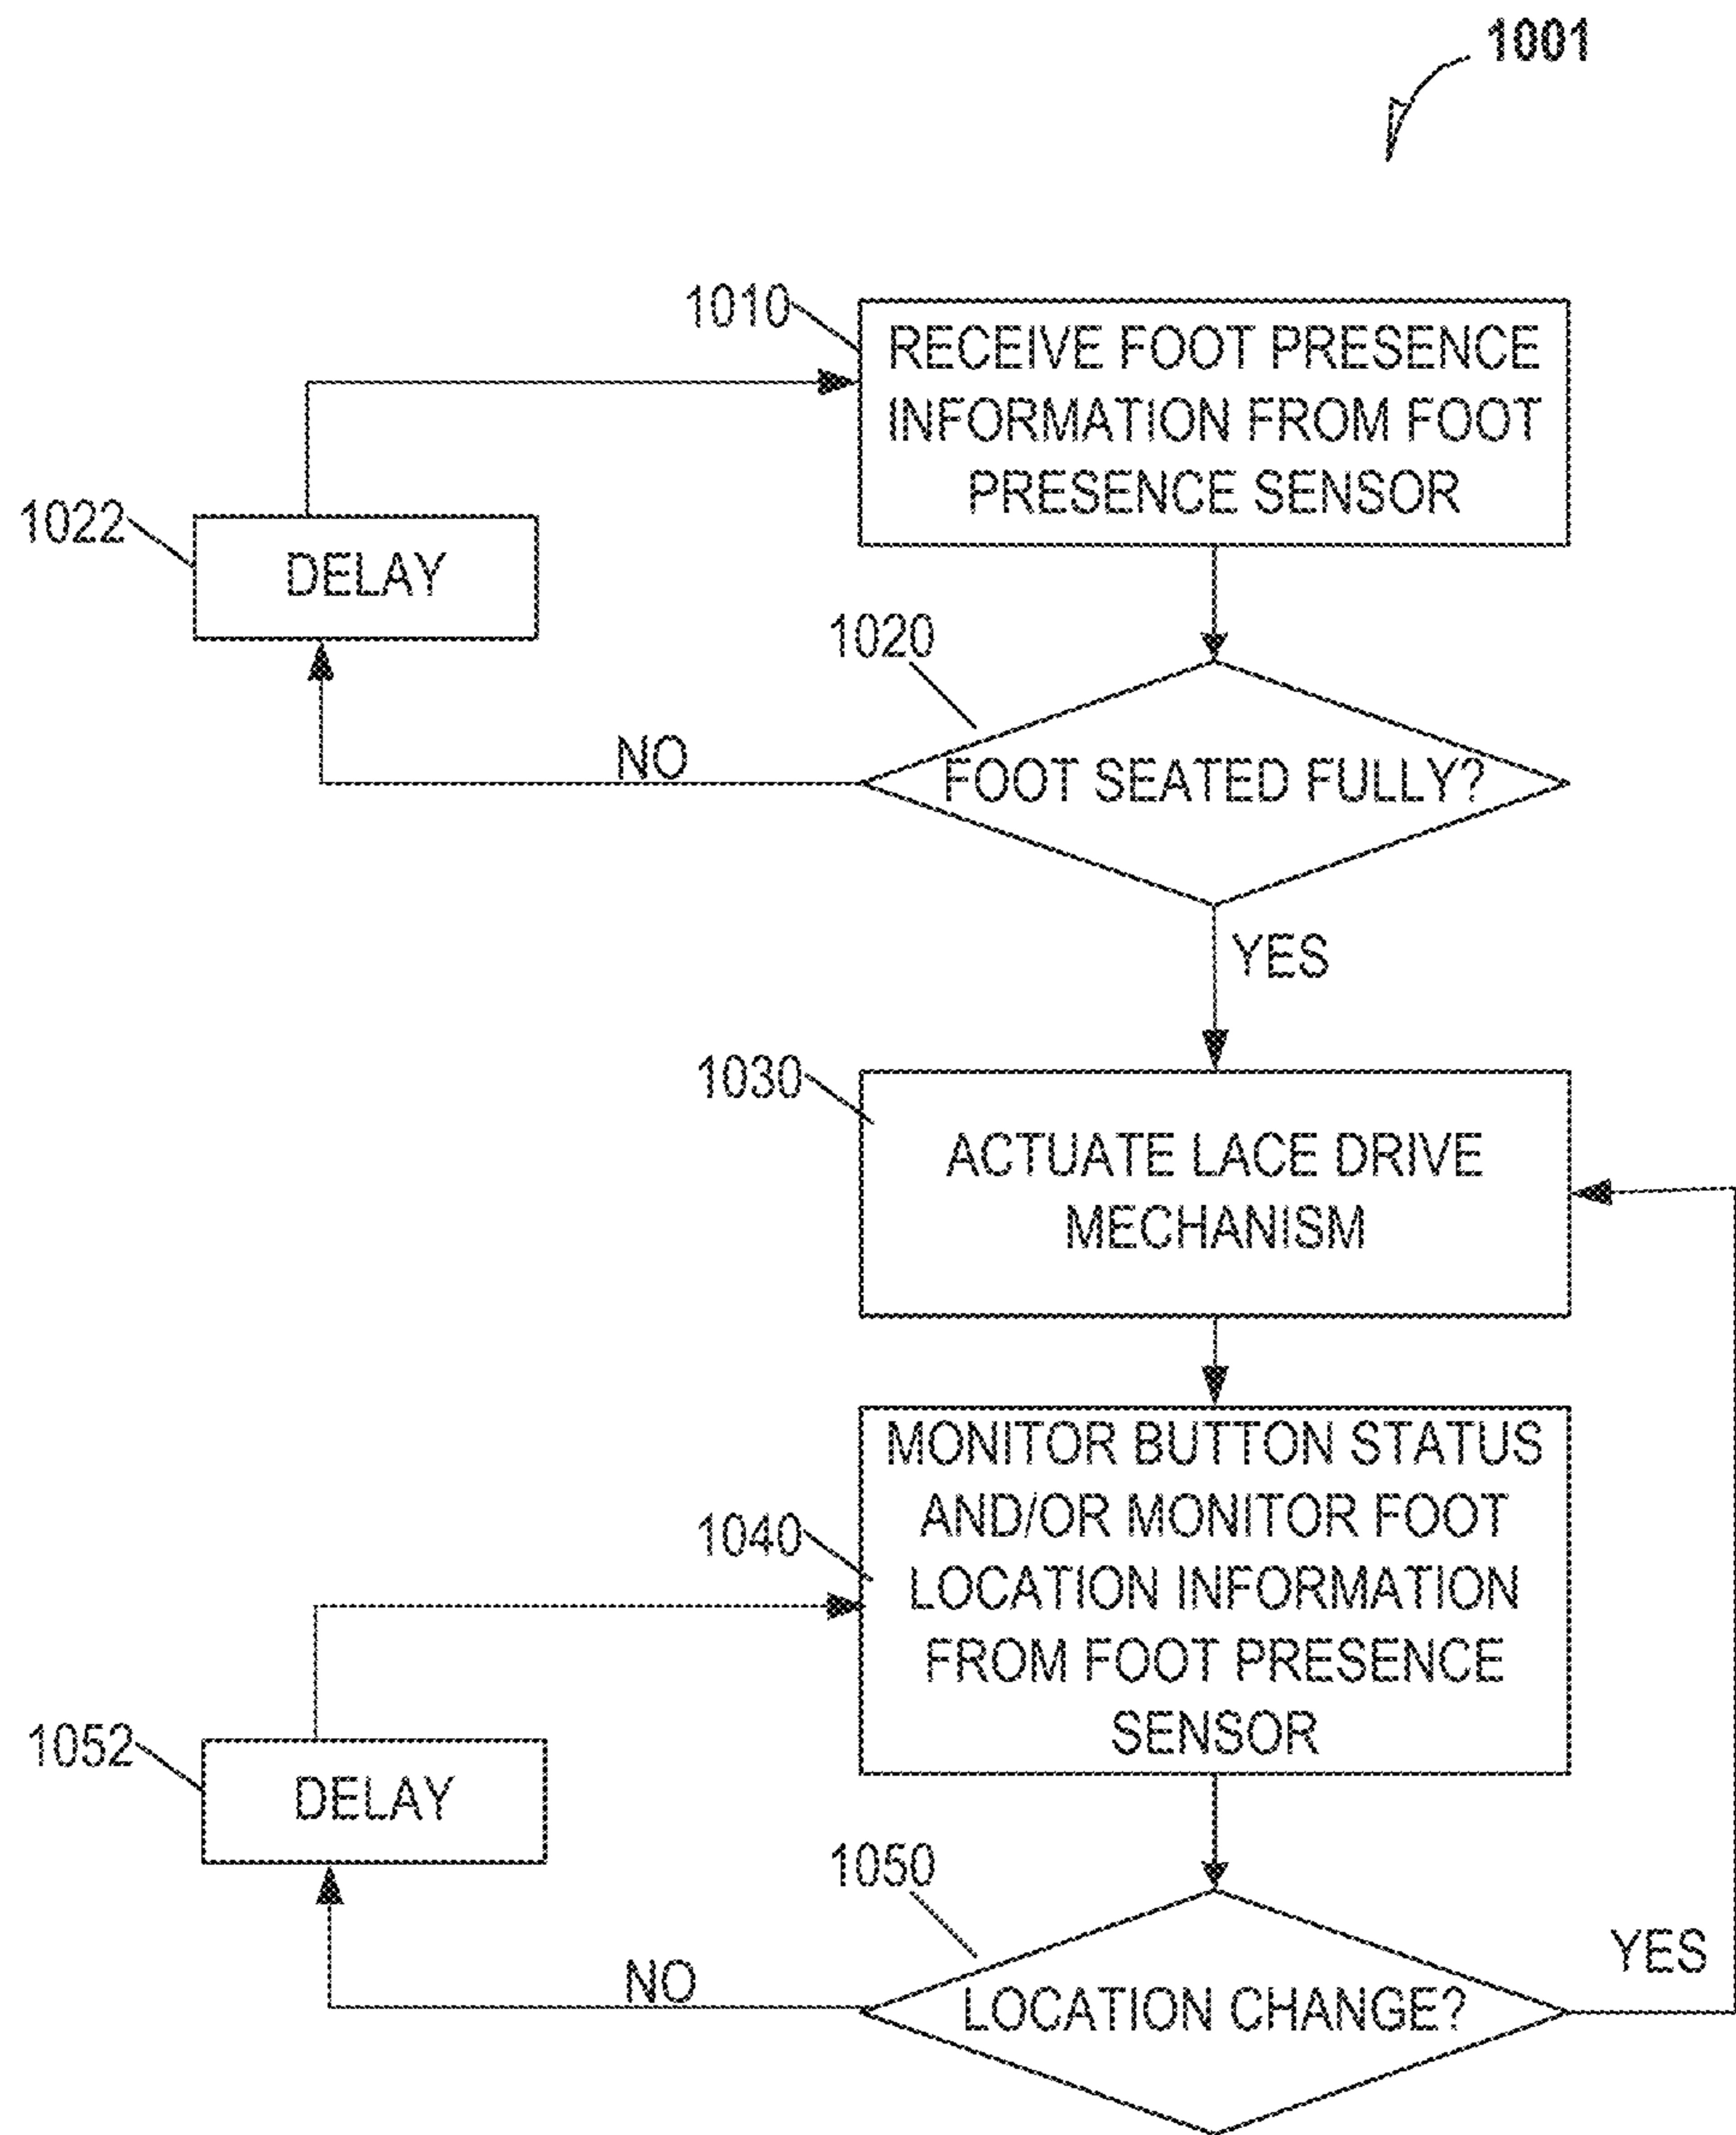 1001
1010
RECEIVE FOOT PRESENCE
INFORMATION FROM FOOT
PRESENCE SENSOR
1022
DELAY
1020
FOOT SEATED FULLY?
NO
YES
1030
ACTUATE LACE DRIVE
MECHANISM
1040
MONITOR BUTTON STATUS
AND/OR MONITOR FOOT
LOCATION INFORMATION
FROM FOOT PRESENCE
SENSOR
1052
DELAY
1050
LOCATION CHANGE?
NO
YES